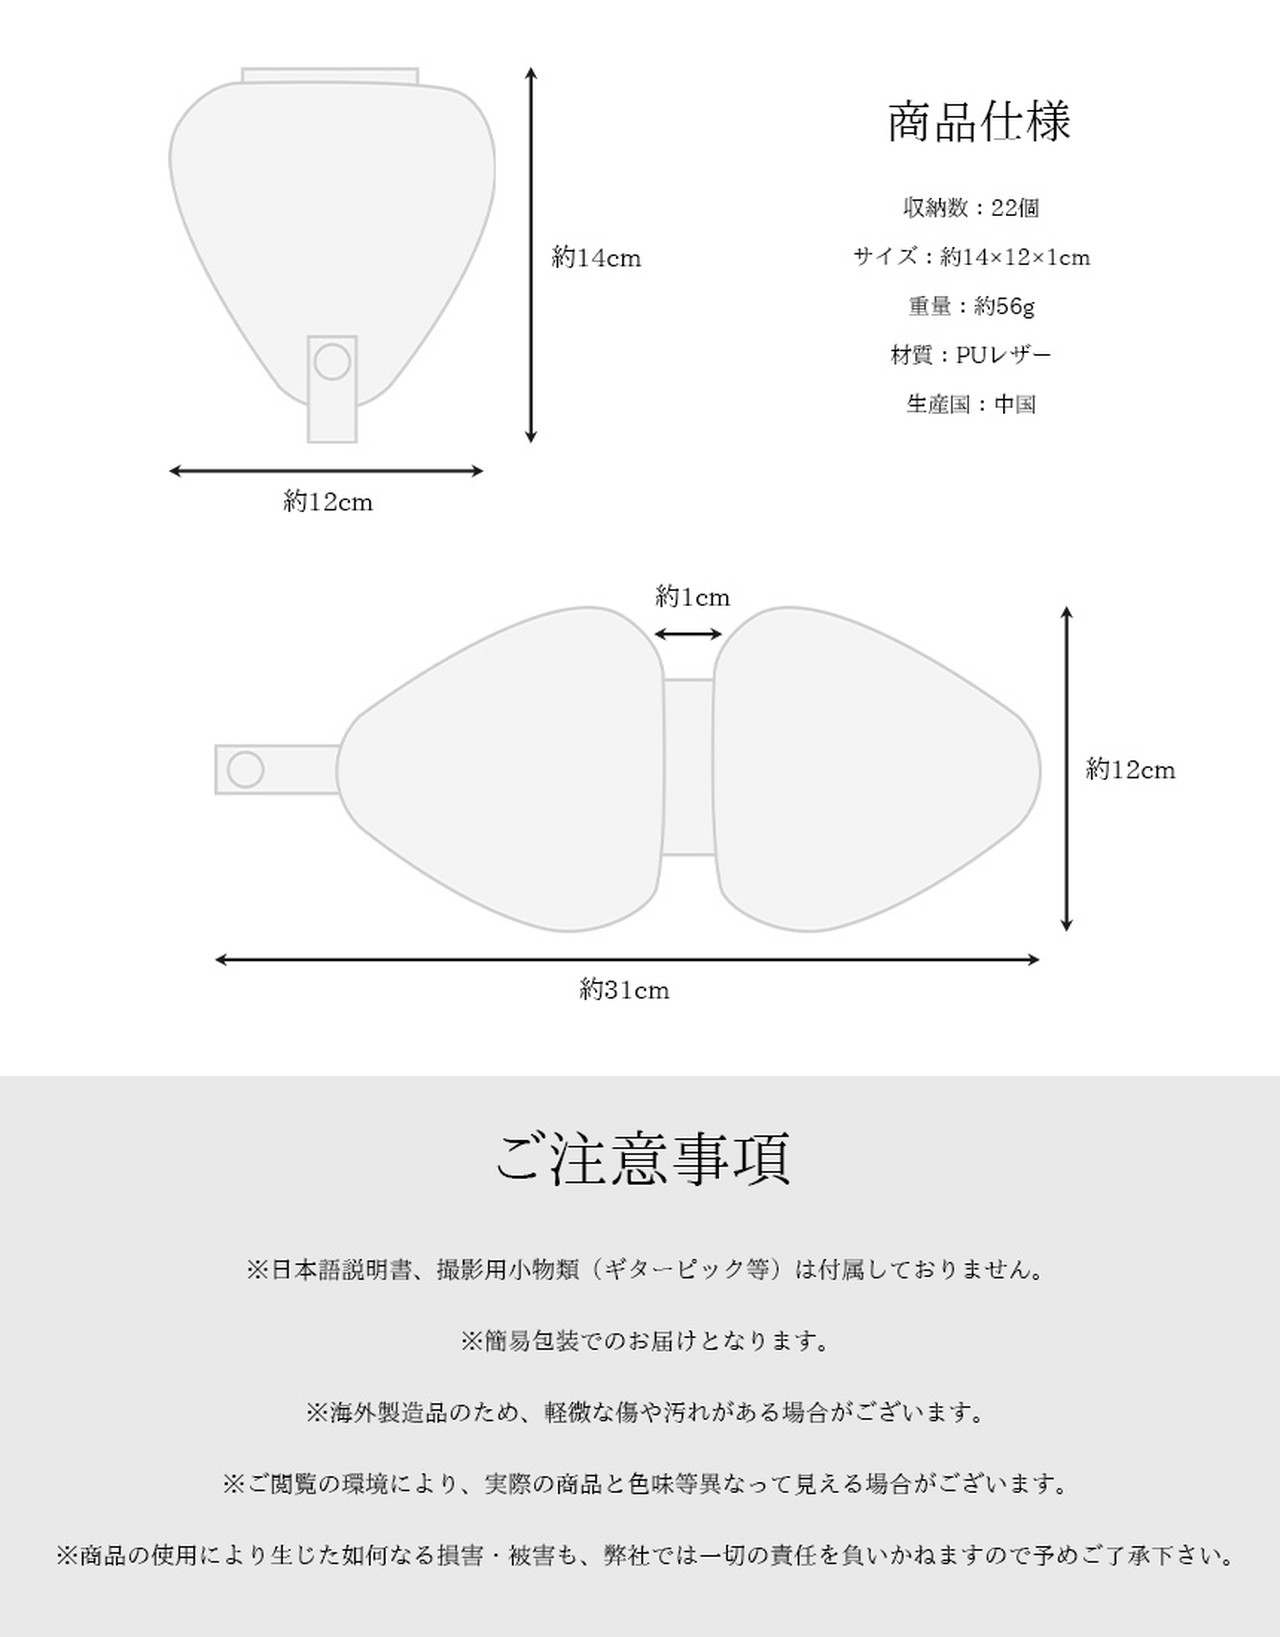 商品仕様
収納数：22個
サイズ：約14×12×1cm
重量：約56g
材質：PUレザー
生産国：中国
約14cm
約12cm
約1cm
約12cm
約31cm
ご注意事項
※日本語説明書、撮影用小物類（ギターピック等）は付属しておりません。
※簡易包装でのお届けとなります。
※海外製造品のため、軽微な傷や汚れがある場合がございます。
※ご閲覧の環境により、実際の商品と色味等異なって見える場合がございます。
※商品の使用により生じた如何なる損害・被害も、弊社では一切の責任を負いかねますので予めご了承下さい。